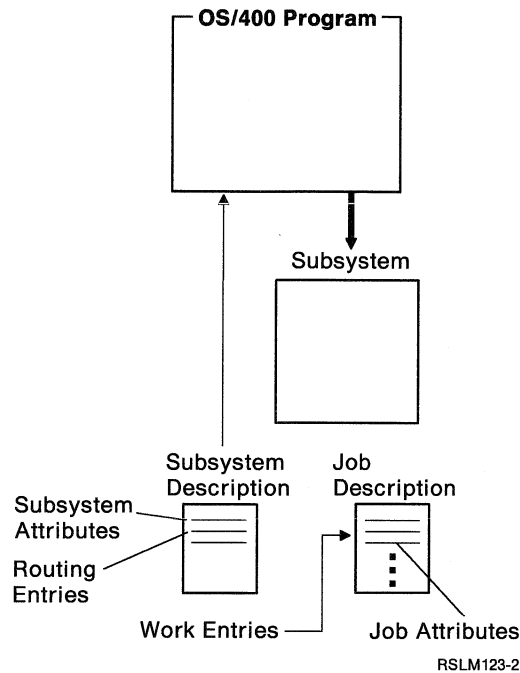 OS/400 Program
Subsystem
Subsystem
Description
Job
Description
Subsystem
Attributes
Routing
Entries
Work Entries
Job Attributes
RSLM123-2